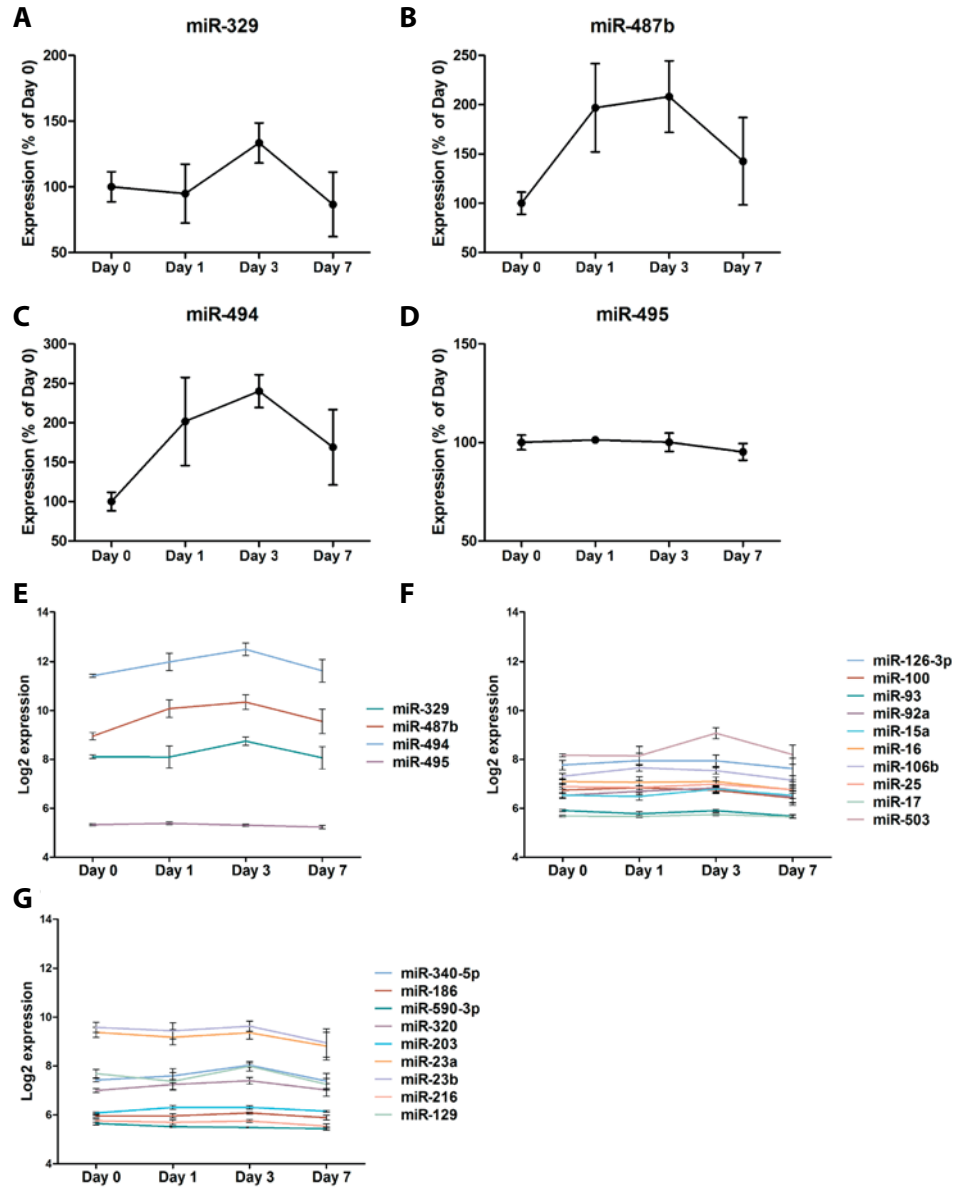 A
miR-329
Expression (% of Day 0)
200
150
100
50
Day 0 Day 1 Day 3 Day 7
B
miR-487b
Expression (% of Day 0)
250
200
150
100
50
Day 0 Day 1 Day 3 Day 7
C
miR-494
Expression (% of Day 0)
300
250
200
150
100
50
Day 0 Day 1 Day 3 Day 7
D
miR-495
Expression (% of Day 0)
150
100
50
Day 0 Day 1 Day 3 Day 7
E
Log2 expression
14
12
10
8
6
4
Day 0 Day 1 Day 3 Day 7
miR-329
miR-487b
miR-494
miR-495
F
Log2 expression
14
12
10
8
6
4
Day 0 Day 1 Day 3 Day 7
miR-126-3p
miR-100
miR-93
miR-92a
miR-15a
miR-16
miR-106b
miR-25
miR-17
miR-503
G
Log2 expression
14
12
10
8
6
4
Day 0 Day 1 Day 3 Day 7
miR-340-5p
miR-186
miR-590-3p
miR-320
miR-203
miR-23a
miR-23b
miR-216
miR-129